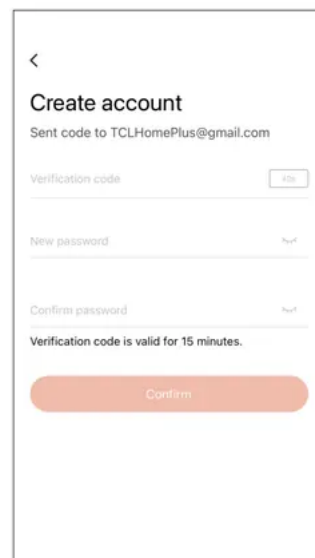 Create account
Sent code to TCLHomePlus@gmail.com
Verification code
New password
Confirm password
Verification code is valid for 15 minutes.
Confirm